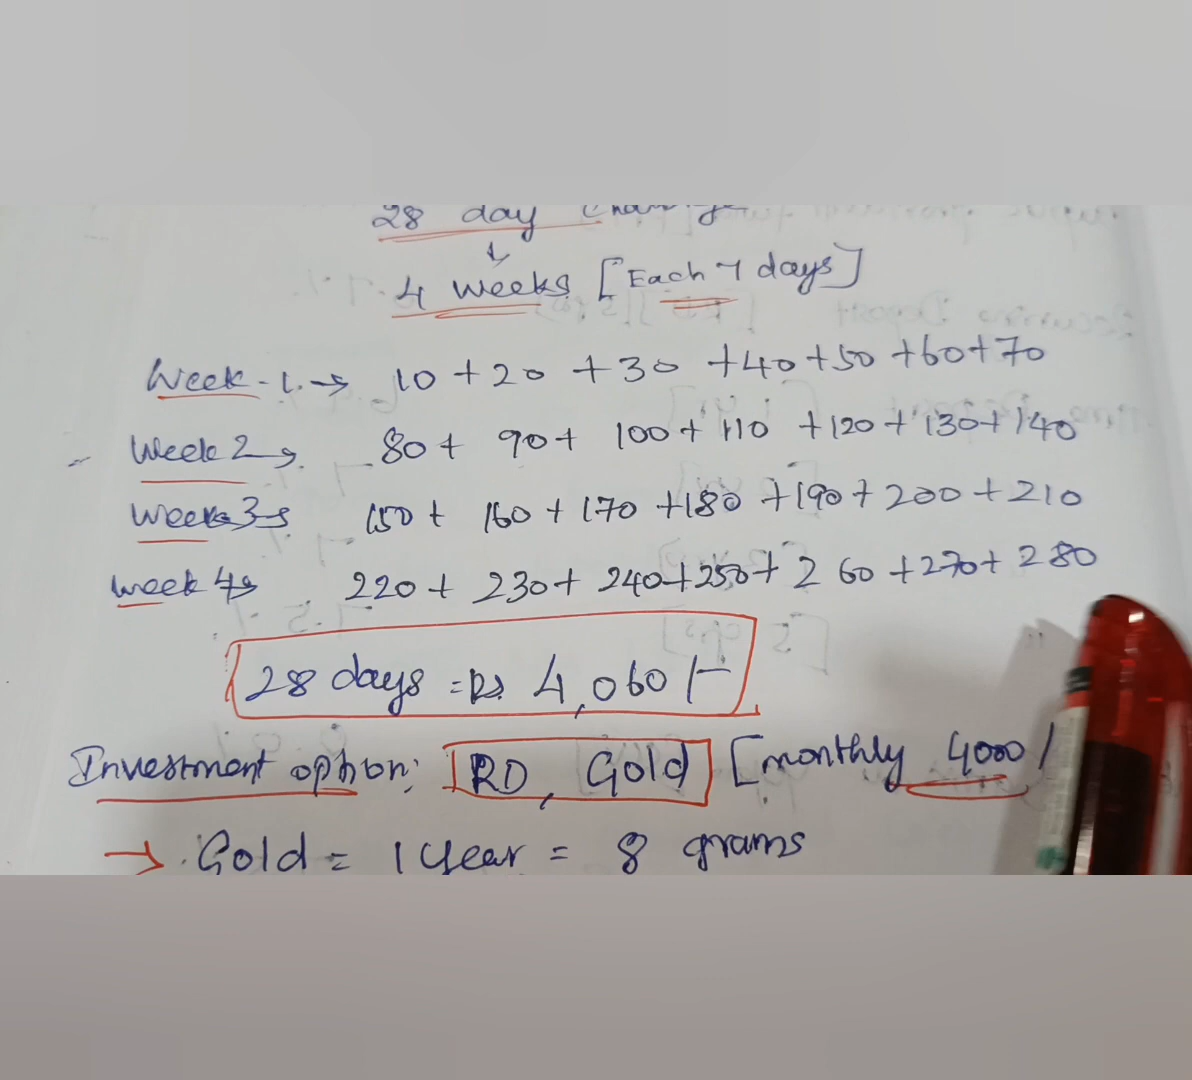 28 day
4 weeks [Each 7 days]
Week-1.→ 10+20+30+40+50+60+70
Week 2→ 80+90+100+110+120+130+140
Week 3→ 150+160+170+180+190+200+210
week 4→ 220+230+240+250+260+270+280
28 days = Rs 4,060/-
Investment option: RD, Gold [monthly 4000/
→ Gold = 1 year = 8 grams